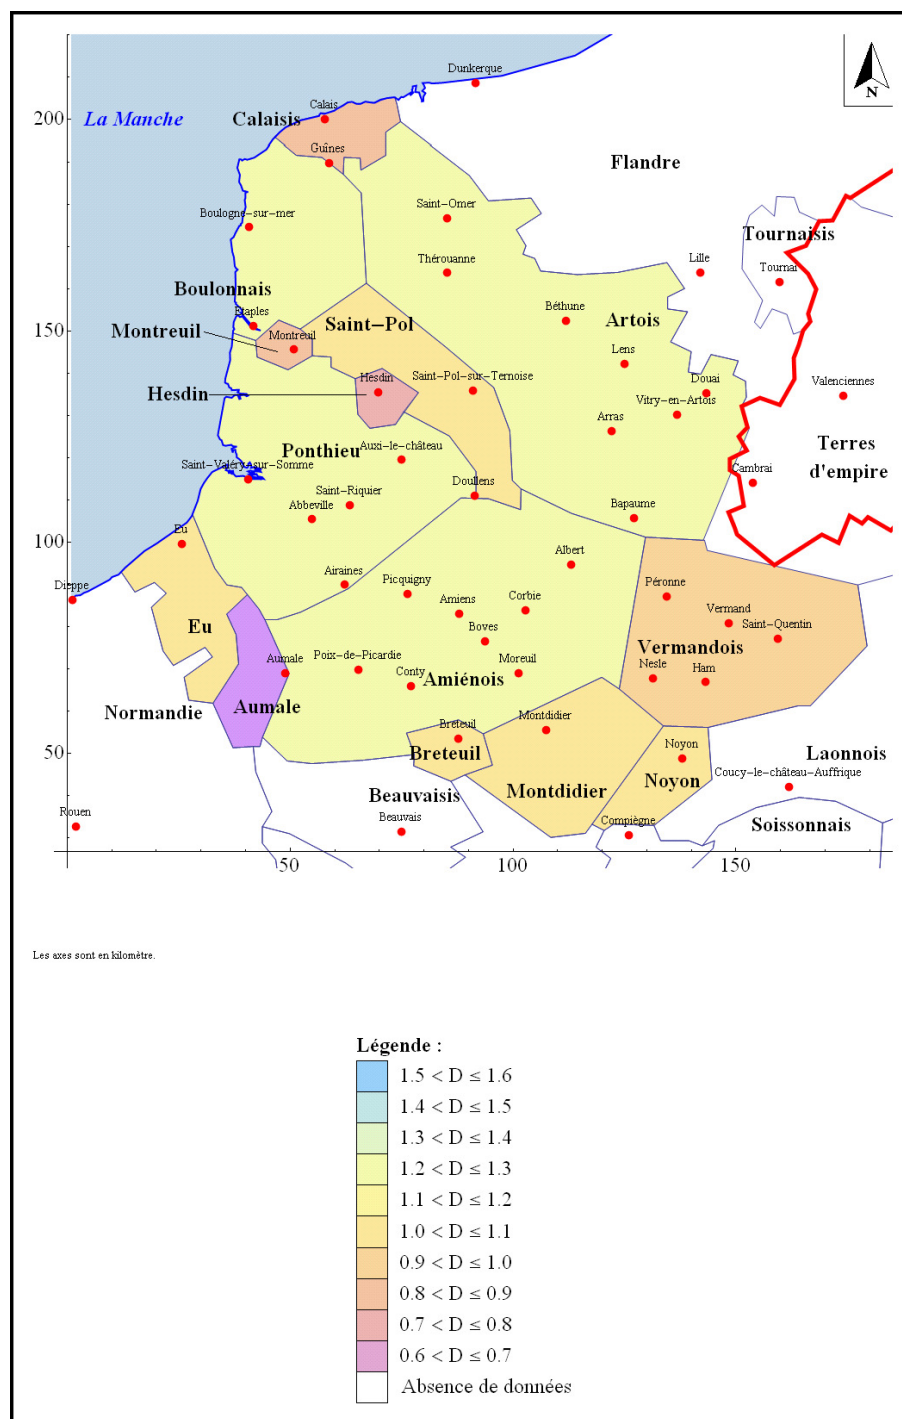 Dunkerque
N
200
La Manche
Calais
Calaisis
Guînes
Flandre
Saint-Omer
Boulogne-sur-mer
Tournaisis
Thérouanne
Lille
Tournai
Boulonnais
Étaples
Béthune
Artois
150
Montreuil
Montreuil
Saint-Pol
Lens
Hesdin
Hesdin
Saint-Pol-sur-Ternoise
Douai
Valenciennes
Vitry-en-Artois
Arras
Terres
d'empire
Ponthieu
Auxi-le-château
Saint-Valéry-sur-Somme
Cambrai
Saint-Riquier
Doullens
Abbeville
Bapaume
100
Eu
Albert
Dieppe
Airaines
Picquigny
Péronne
Amiens
Corbie
Vermand
Eu
Boves
Saint-Quentin
Vermandois
Aumale
Poix-de-Picardie
Conty
Moreuil
Nesle
Ham
Amiénois
Normandie
Aumale
50
Breteuil
Breteuil
Montdidier
Noyon
Laonnois
Noyon
Coucy-le-château-Auffrique
Beauvaisis
Montdidier
Rouen
Beauvais
Compiègne
Soissonnais
50
100
150
Les axes sont en kilomètre.
Légende :
1.5 < D ≤ 1.6
1.4 < D ≤ 1.5
1.3 < D ≤ 1.4
1.2 < D ≤ 1.3
1.1 < D ≤ 1.2
1.0 < D ≤ 1.1
0.9 < D ≤ 1.0
0.8 < D ≤ 0.9
0.7 < D ≤ 0.8
0.6 < D ≤ 0.7
Absence de données